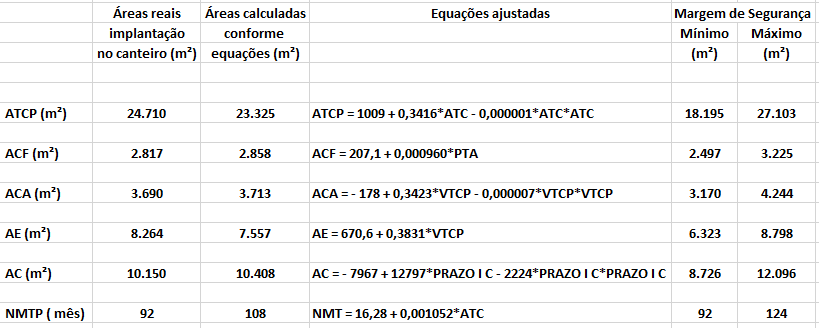 Áreas reais Áreas calculadas Equações ajustadas Margem de Segurança
implantação conforme Mínimo Máximo
no canteiro (m²) equações (m²) (m²) (m²)
ATCP (m²) 24.710 23.325 ATCP = 1009 + 0,3416*ATC - 0,000001*ATC*ATC 18.195 27.103
ACF (m²) 2.817 2.858 ACF = 207,1 + 0,000960*PTA 2.497 3.225
ACA (m²) 3.690 3.713 ACA = - 178 + 0,3423*VTCP - 0,000007*VTCP*VTCP 3.170 4.244
AE (m²) 8.264 7.557 AE = 670,6 + 0,3831*VTCP 6.323 8.798
AC (m²) 10.150 10.408 AC = - 7967 + 12797*PRAZO I C - 2224*PRAZO I C*PRAZO I C 8.726 12.096
NMTP ( mês) 92 108 NMT = 16,28 + 0,001052*ATC 92 124